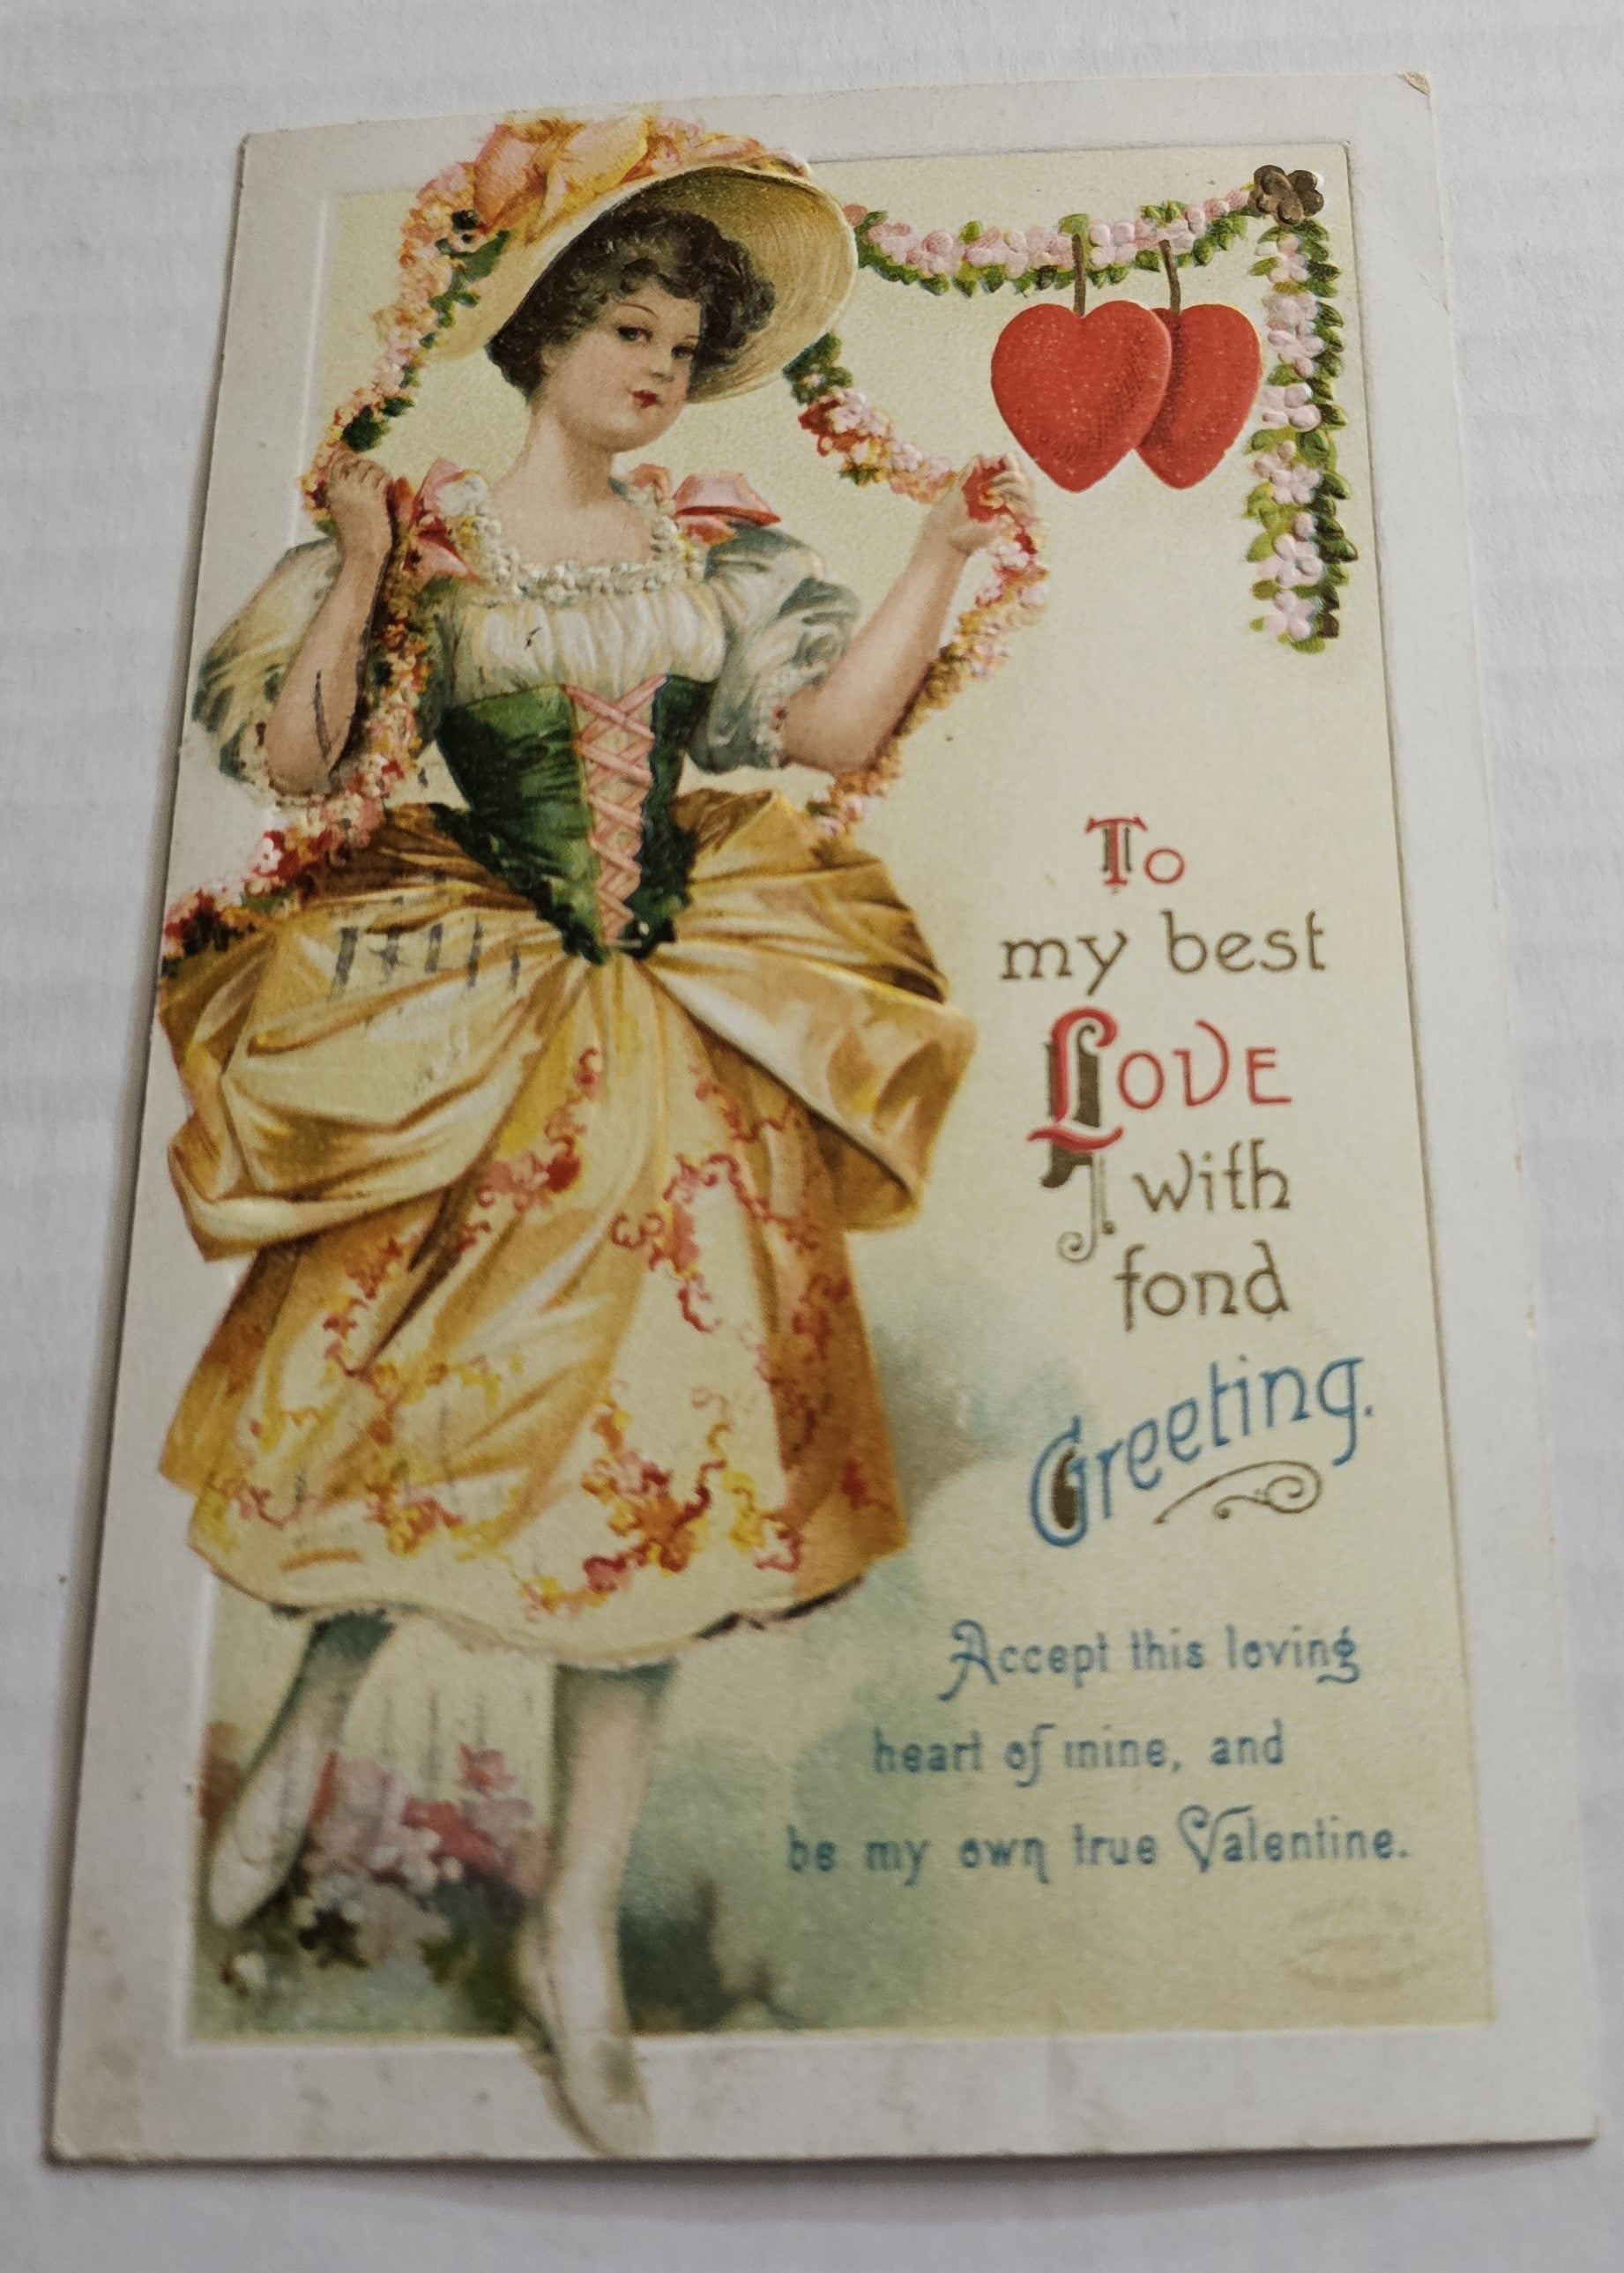 To
my best
Love
with
fond
Greeting.
Accept this loving
heart of mine, and
be my own true Valentine.